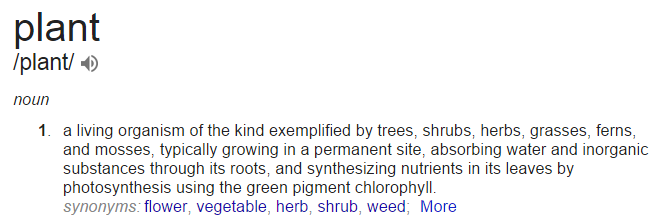 plant
/plant/
noun
1. a living organism of the kind exemplified by trees, shrubs, herbs, grasses, ferns,
and mosses, typically growing in a permanent site, absorbing water and inorganic
substances through its roots, and synthesizing nutrients in its leaves by
photosynthesis using the green pigment chlorophyll.
synonyms: flower, vegetable, herb, shrub, weed; More